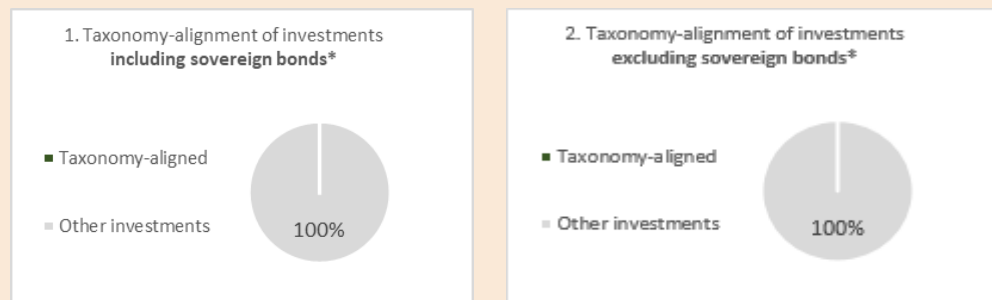 1. Taxonomy-alignment of investments
including sovereign bonds*
Taxonomy-aligned
Other investments
100%
2. Taxonomy-alignment of investments
excluding sovereign bonds*
Taxonomy-aligned
Other investments
100%